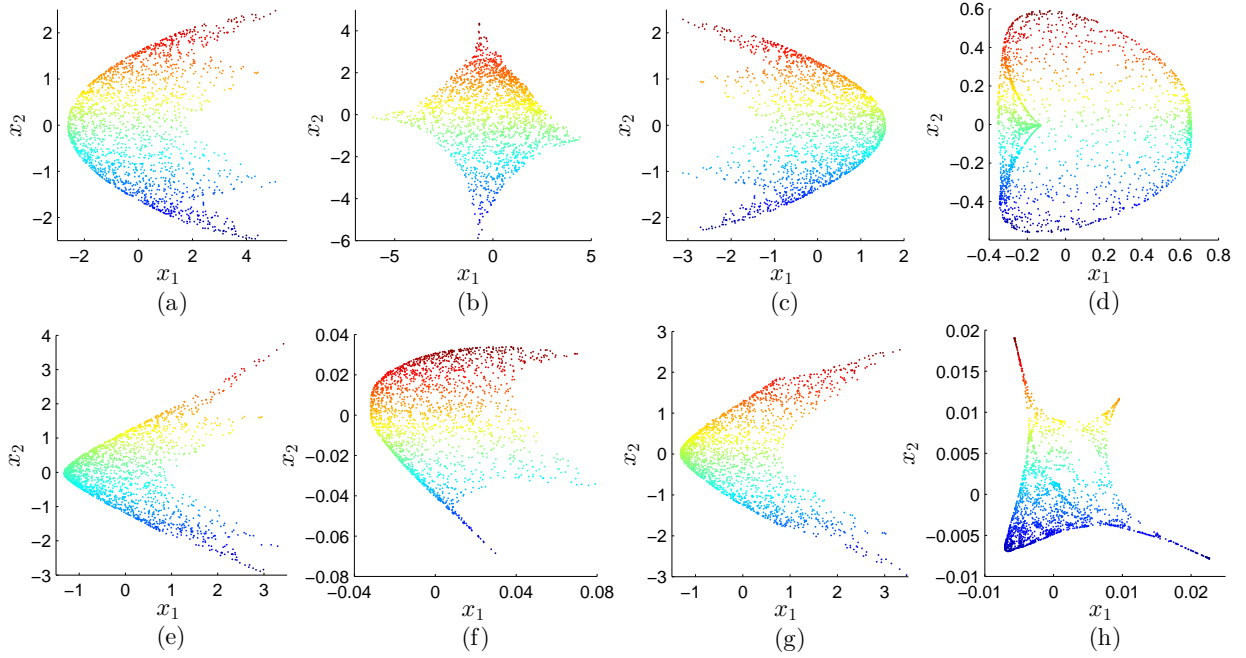 2
1
0
−1
−2
x2
−2 0 2 4
x1
(a)
4
2
0
−2
−4
−6
x2
−5 0 5
x1
(b)
2
1
0
−1
−2
x2
−3 −2 −1 0 1 2
x1
(c)
0.6
0.4
0.2
0
−0.2
−0.4
x2
−0.4 −0.2 0 0.2 0.4 0.6 0.8
x1
(d)
4
3
2
1
0
−1
−2
−3
x2
−1 0 1 2 3
x1
(e)
0.04
0.02
0
−0.02
−0.04
−0.06
−0.08
x2
−0.04 0 0.04 0.08
x1
(f)
3
2
1
0
−1
−2
−3
x2
−1 0 1 2 3
x1
(g)
0.02
0.015
0.01
0.005
0
−0.005
−0.01
x2
−0.01 0 0.01 0.02
x1
(h)